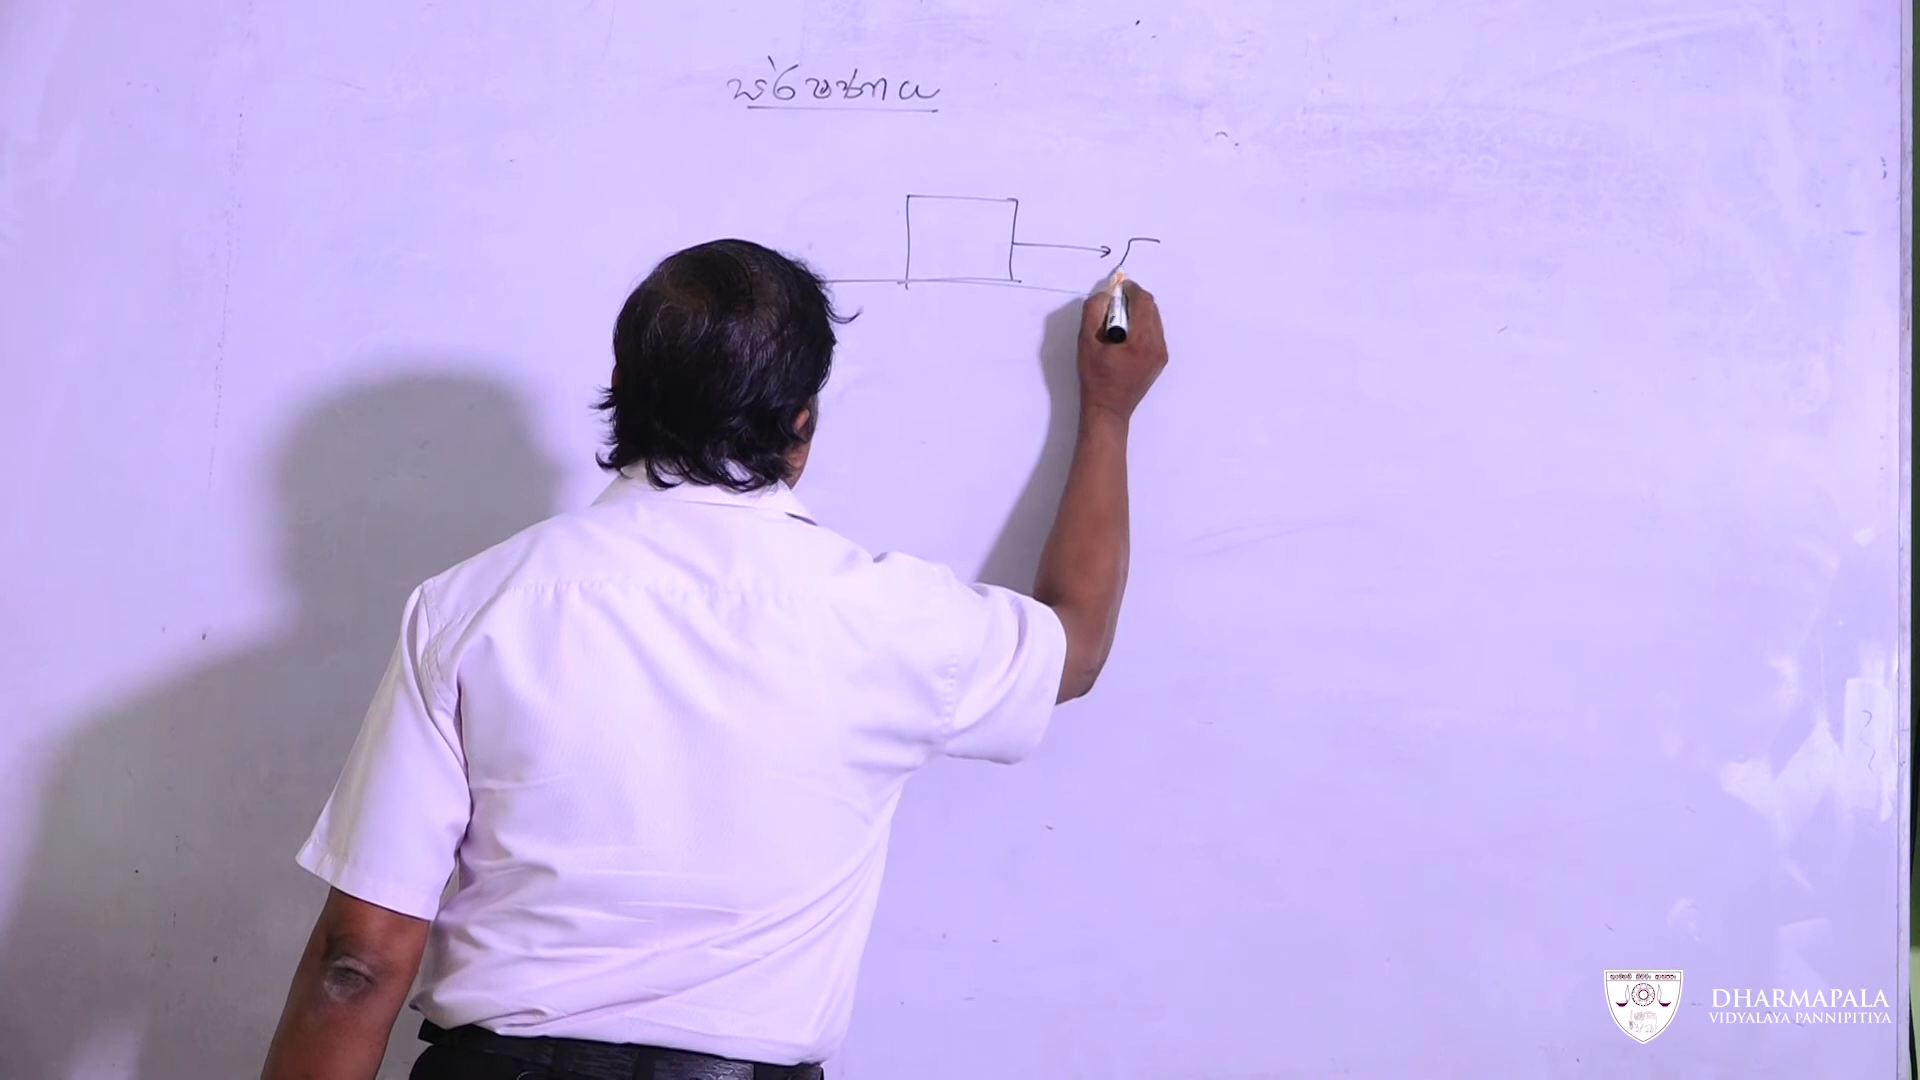 ඝර්ෂණය
F
DHARMAPALA
VIDYALAYA PANNIPITIYA